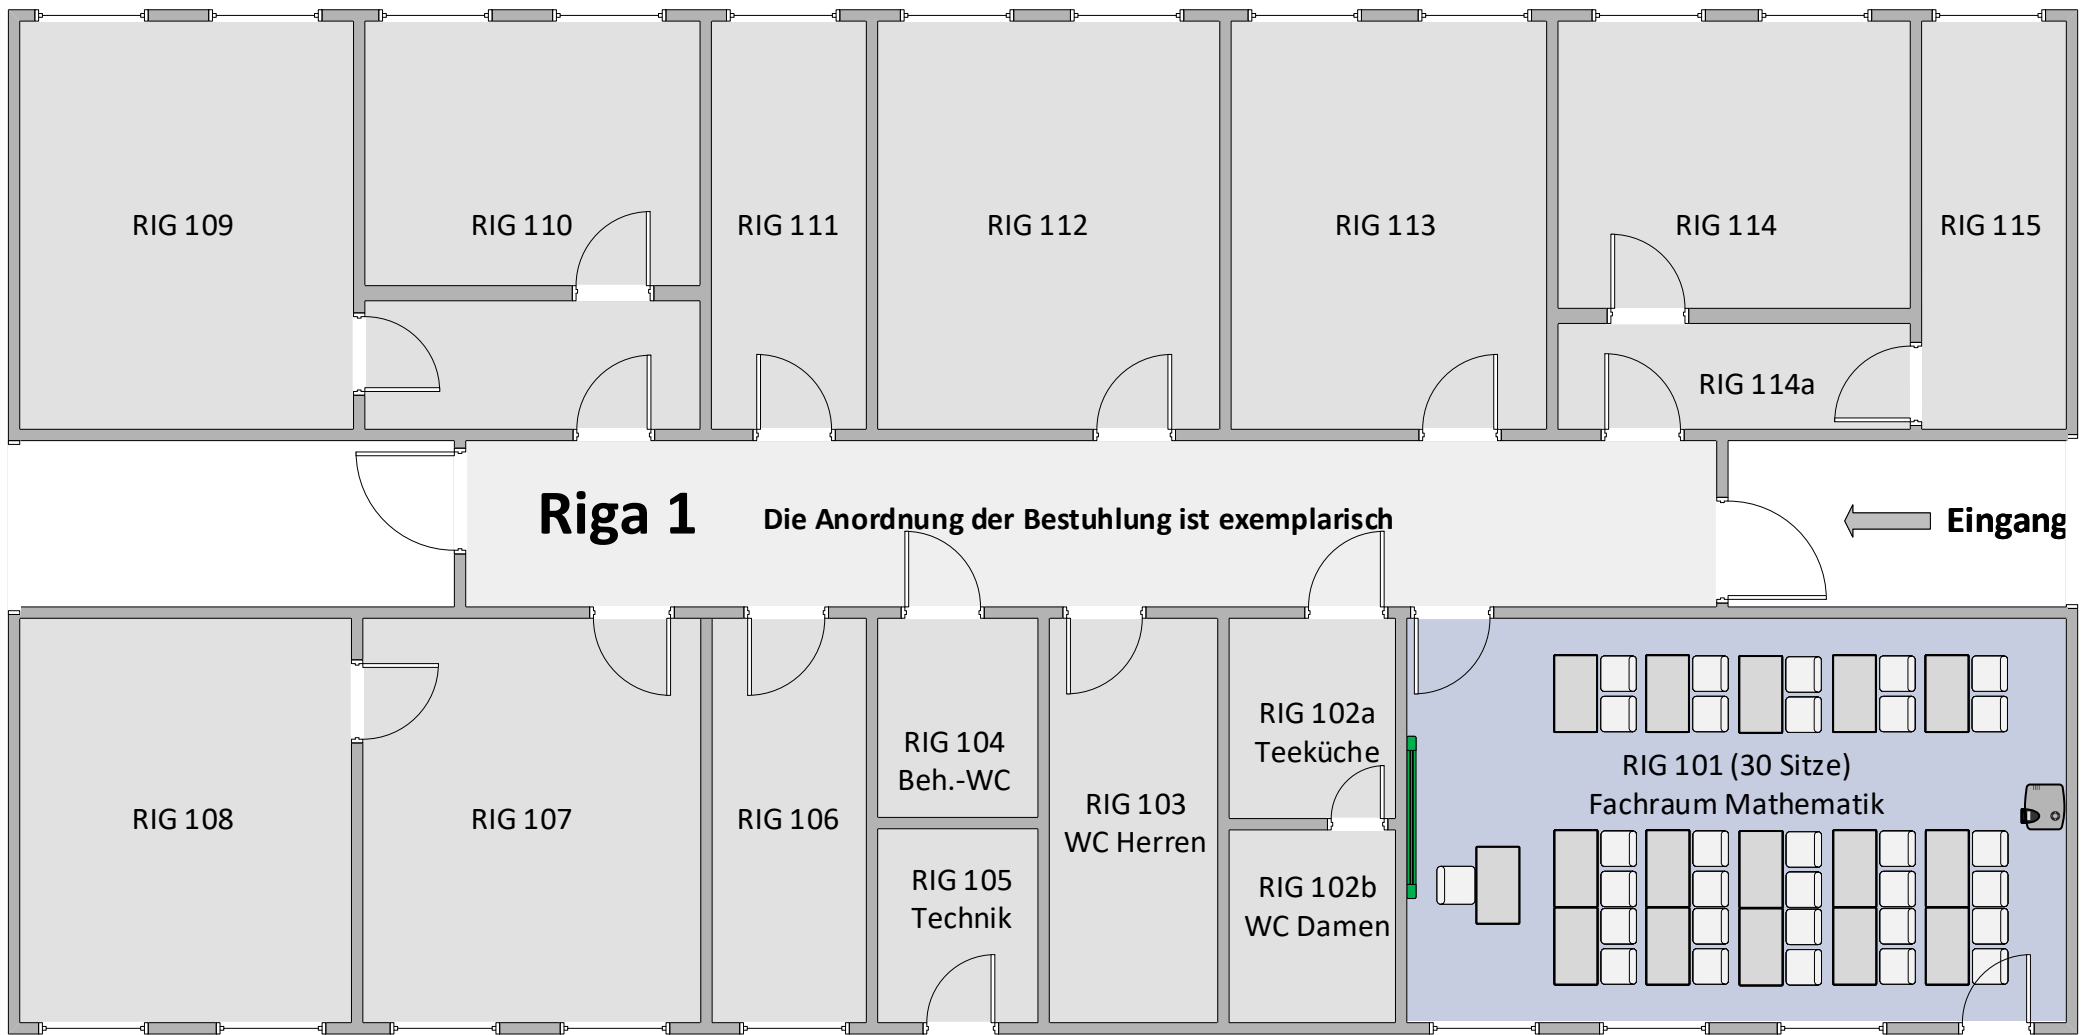 RIG 109
RIG 110
RIG 111
RIG 112
RIG 113
RIG 114
RIG 115
RIG 114a
Riga 1
Die Anordnung der Bestuhlung ist exemplarisch
Eingang
RIG 108
RIG 107
RIG 106
RIG 104
Beh.-WC
RIG 105
Technik
RIG 103
WC Herren
RIG 102a
Teeküche
RIG 102b
WC Damen
RIG 101 (30 Sitze)
Fachraum Mathematik